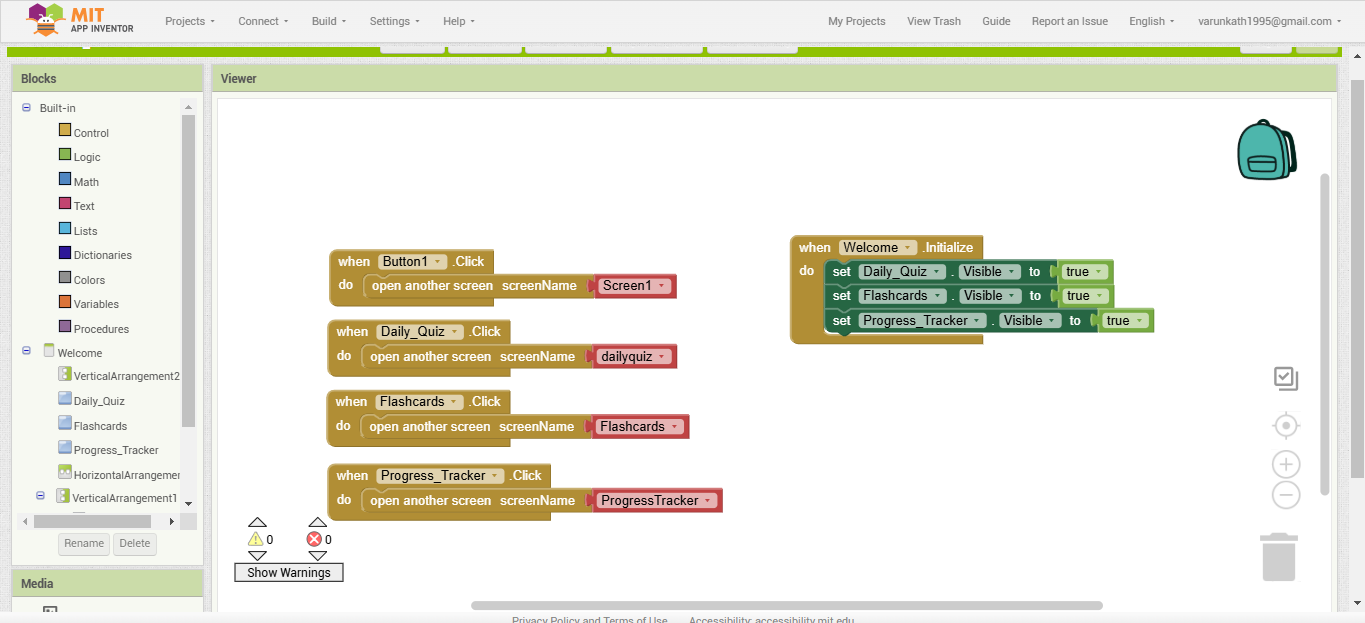 MIT
APP INVENTOR
Projects Connect Build Settings Help My Projects View Trash Guide Report an Issue English varunkath1995@gmail.com
Blocks
Built-in
Control
Logic
Math
Text
Lists
Dictionaries
Colors
Variables
Procedures
Welcome
VerticalArrangement2
Daily_Quiz
Flashcards
Progress_Tracker
HorizontalArrangeme
VerticalArrangement1
Rename Delete
Media
Viewer
when Button1 .Click
do open another screen screenName Screen1
when Daily_Quiz .Click
do open another screen screenName dailyquiz
when Flashcards .Click
do open another screen screenName Flashcards
when Progress_Tracker .Click
do open another screen screenName ProgressTracker
when Welcome .Initialize
do set Daily_Quiz . Visible to true
set Flashcards . Visible to true
set Progress_Tracker . Visible to true
0 0
Show Warnings
Privacy Policy and Terms of Use Accessibility: accessibility.mit.edu